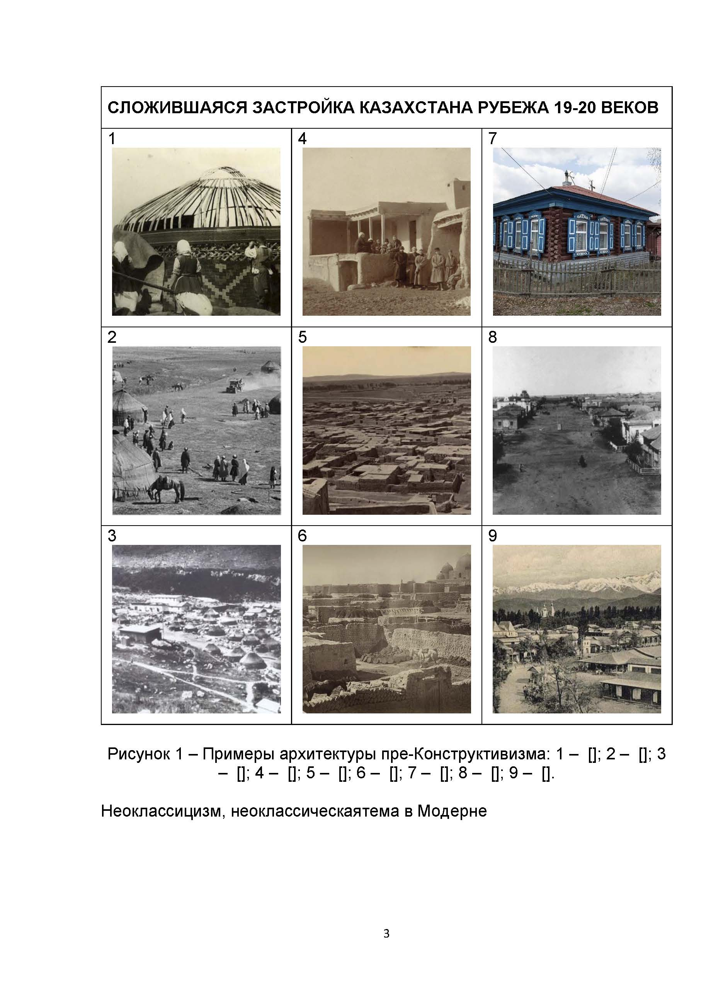 СЛОЖИВШАЯСЯ ЗАСТРОЙКА КАЗАХСТАНА РУБЕЖА 19-20 ВЕКОВ
1
4
7
2
5
8
3
6
9
Рисунок 1 – Примеры архитектуры пре-Конструктивизма: 1 – []; 2 – []; 3
– []; 4 – []; 5 – []; 6 – []; 7 – []; 8 – []; 9 – [].
Неоклассицизм, неоклассическаятема в Модерне
3